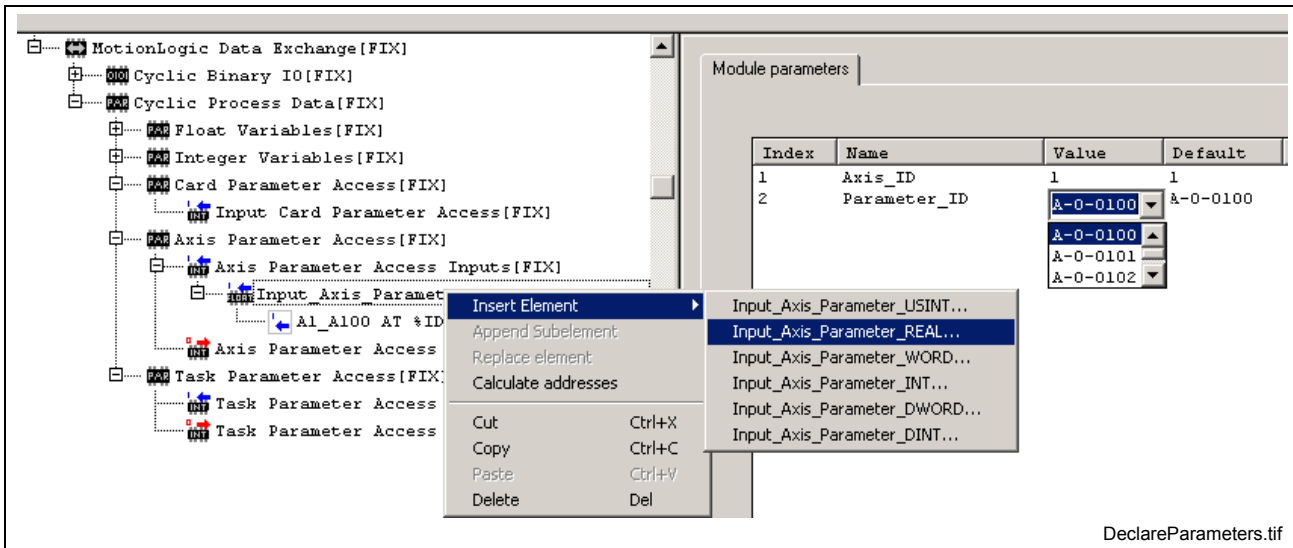 MotionLogic Data Exchange[FIX]
Cyclic Binary IO[FIX]
Cyclic Process Data[FIX]
Float Variables[FIX]
Integer Variables[FIX]
Card Parameter Access[FIX]
Input Card Parameter Access[FIX]
Axis Parameter Access[FIX]
Axis Parameter Access Inputs[FIX]
Input_Axis_Paramet
A1_A100 AT %ID
Axis Parameter Access
Task Parameter Access[FIX]
Task Parameter Access
Task Parameter Access
Insert Element
Append Subelement
Replace element
Calculate addresses
Cut Ctrl+X
Copy Ctrl+C
Paste Ctrl+V
Delete Del
Input_Axis_Parameter_USINT...
Input_Axis_Parameter_REAL...
Input_Axis_Parameter_WORD...
Input_Axis_Parameter_INT...
Input_Axis_Parameter_DWORD...
Input_Axis_Parameter_DINT...
Module parameters
Index Name Value Default
1 Axis_ID 1 1
2 Parameter_ID A-0-0100 A-0-0100
A-0-0100
A-0-0101
A-0-0102
DeclareParameters.tif